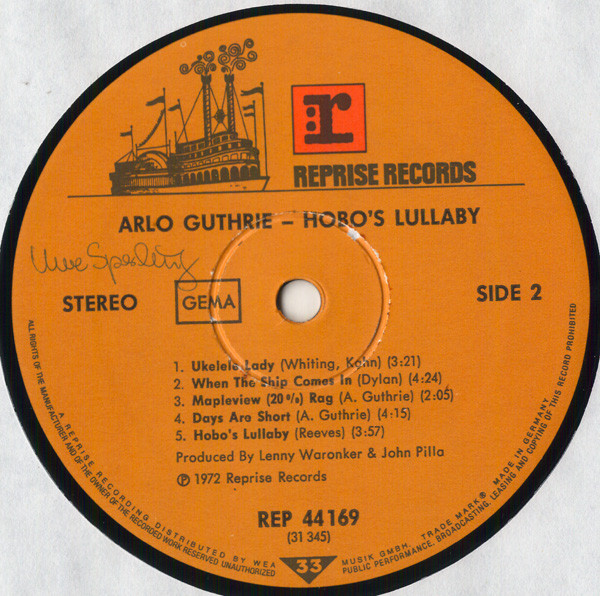 r
REPRISE RECORDS
ARLO GUTHRIE – HOBO'S LULLABY
Uwe
STEREO
GEMA
SIDE 2
1. Ukelele Lady (Whiting, Kahn) (3:21)
2. When The Ship Comes In (Dylan) (4:24)
3. Mapleview (20%) Rag (A. Guthrie) (2:05)
4. Days Are Short (A. Guthrie) (4:15)
5. Hobo's Lullaby (Reeves) (3:57)
Produced By Lenny Waronker & John Pilla
℗ 1972 Reprise Records
REP 44 169
(31 345)
33
ALL RIGHTS OF THE MANUFACTURER AND OF THE OWNER OF THE RECORDED WORK RESERVED UNAUTHORIZED PUBLIC PERFORMANCE, BROADCASTING, LEASING AND COPYING OF THIS RECORD PROHIBITED
A REPRISE RECORDING DISTRIBUTED BY WEA MUSIK GMBH, TRADE MARK® MADE IN GERMANY